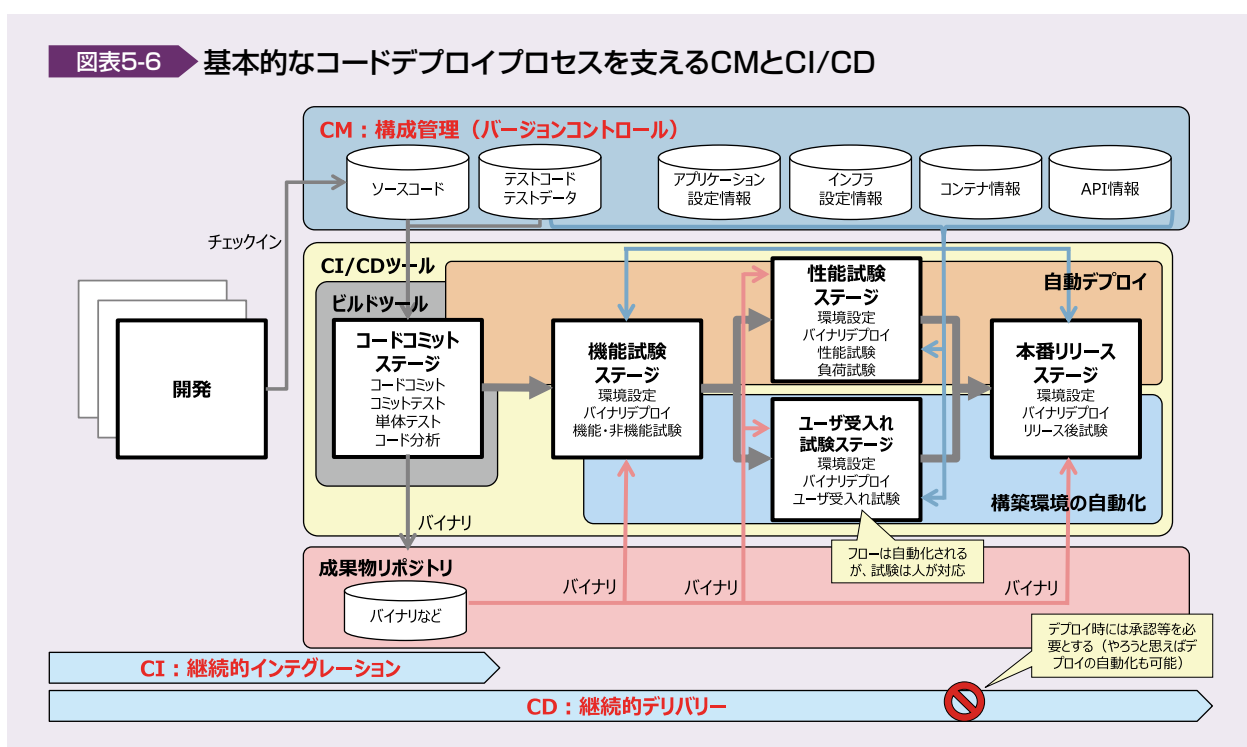 図表5-6
基本的なコードデプロイプロセスを支えるCMとCI/CD
CM：構成管理（バージョンコントロール）
ソースコード
テストコード
テストデータ
アプリケーション
設定情報
インフラ
設定情報
コンテナ情報
API情報
チェックイン
開発
CI/CDツール
ビルドツール
コードコミット
ステージ
コードコミット
コミットテスト
単体テスト
コード分析
機能試験
ステージ
環境設定
バイナリデプロイ
機能・非機能試験
性能試験
ステージ
環境設定
バイナリデプロイ
性能試験
負荷試験
自動デプロイ
ユーザ受入れ
試験ステージ
環境設定
バイナリデプロイ
ユーザ受入れ試験
本番リリース
ステージ
環境設定
バイナリデプロイ
リリース後試験
構築環境の自動化
バイナリ
フローは自動化される
が、試験は人が対応
成果物リポジトリ
バイナリなど
バイナリ
バイナリ
バイナリ
デプロイ時には承認等を必
要とする（やろうと思えばデ
プロイの自動化も可能）
CI：継続的インテグレーション
CD：継続的デリバリー